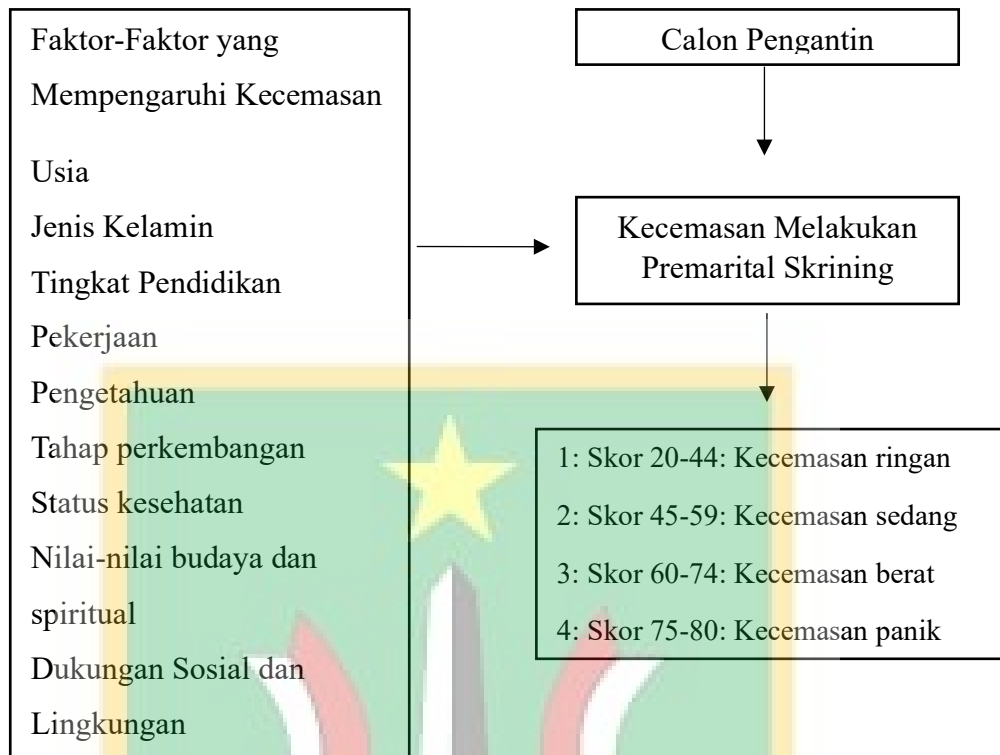 Faktor-Faktor yang
Mempengaruhi Kecemasan
Usia
Jenis Kelamin
Tingkat Pendidikan
Pekerjaan
Pengetahuan
Tahap perkembangan
Status kesehatan
Nilai-nilai budaya dan
spiritual
Dukungan Sosial dan
Lingkungan
Calon Pengantin
Kecemasan Melakukan
Premarital Skrining
1: Skor 20-44: Kecemasan ringan
2: Skor 45-59: Kecemasan sedang
3: Skor 60-74: Kecemasan berat
4: Skor 75-80: Kecemasan panik